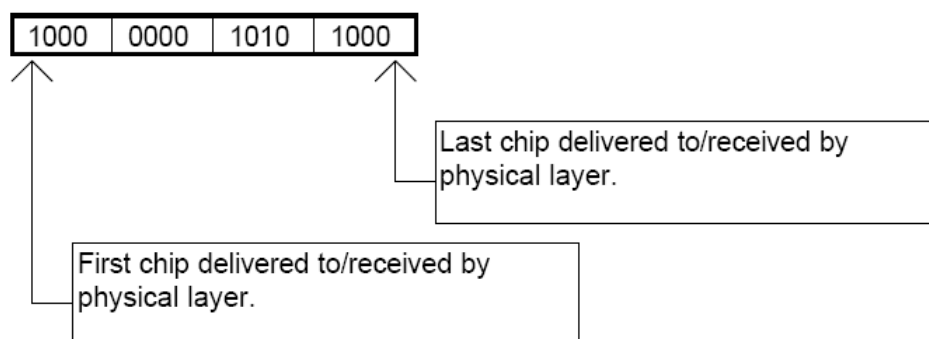 1000 0000 1010 1000
Last chip delivered to/received by
physical layer.
First chip delivered to/received by
physical layer.